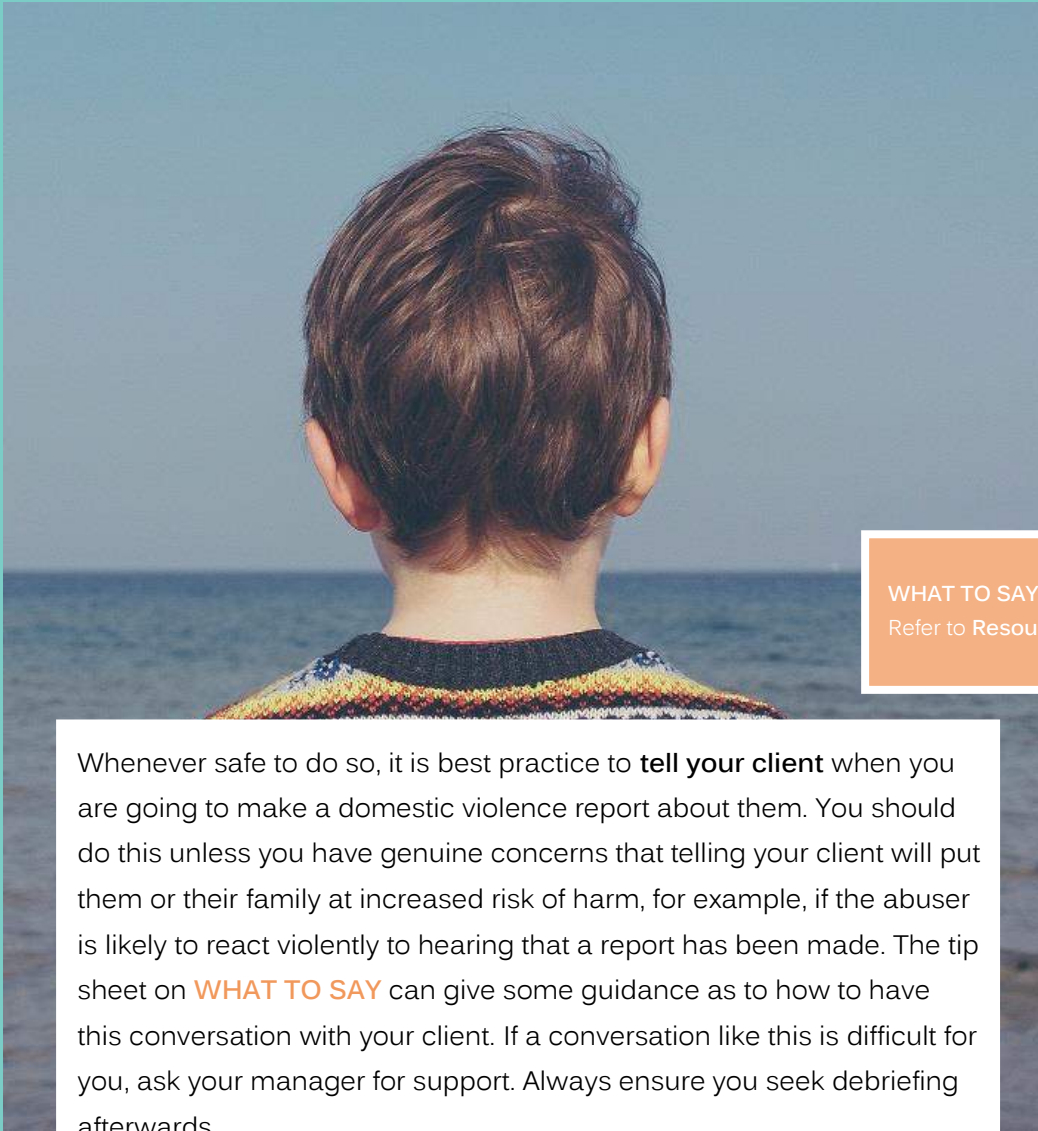 WHAT TO SAY
Refer to Resou
Whenever safe to do so, it is best practice to tell your client when you
are going to make a domestic violence report about them. You should
do this unless you have genuine concerns that telling your client will put
them or their family at increased risk of harm, for example, if the abuser
is likely to react violently to hearing that a report has been made. The tip
sheet on WHAT TO SAY can give some guidance as to how to have
this conversation with your client. If a conversation like this is difficult for
you, ask your manager for support. Always ensure you seek debriefing
afterwards